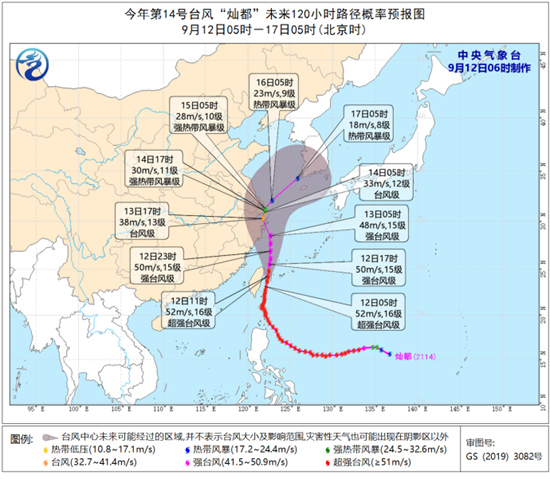 今年第14号台风“灿都”未来120小时路径概率预报图
9月12日05时－17日05时(北京时)
中央气象台
9月12日06时制作
16日05时
23m/s,9级
热带风暴级
15日05时
28m/s,10级
强热带风暴级
17日05时
18m/s,8级
热带风暴级
14日17时
30m/s,11级
强热带风暴级
14日05时
33m/s,12级
台风级
13日17时
38m/s,13级
台风级
13日05时
48m/s,15级
强台风级
12日23时
50m/s,15级
强台风级
12日17时
50m/s,15级
强台风级
12日11时
52m/s,16级
超强台风级
12日05时
52m/s,16级
超强台风级
灿都(2114)
95°E 100°E 105°E 110°E 115°E 120°E 125°E 130°E 135°E 140°E
图例:
台风中心未来可能经过的区域,并不表示台风大小及影响范围,灾害性天气也可能出现在阴影区以外
热带低压(10.8~17.1m/s) 热带风暴(17.2~24.4m/s) 强热带风暴(24.5~32.6m/s)
台风(32.7~41.4m/s) 强台风(41.5~50.9m/s) 超强台风(≥51m/s)
审图号:
GS (2019) 3082号